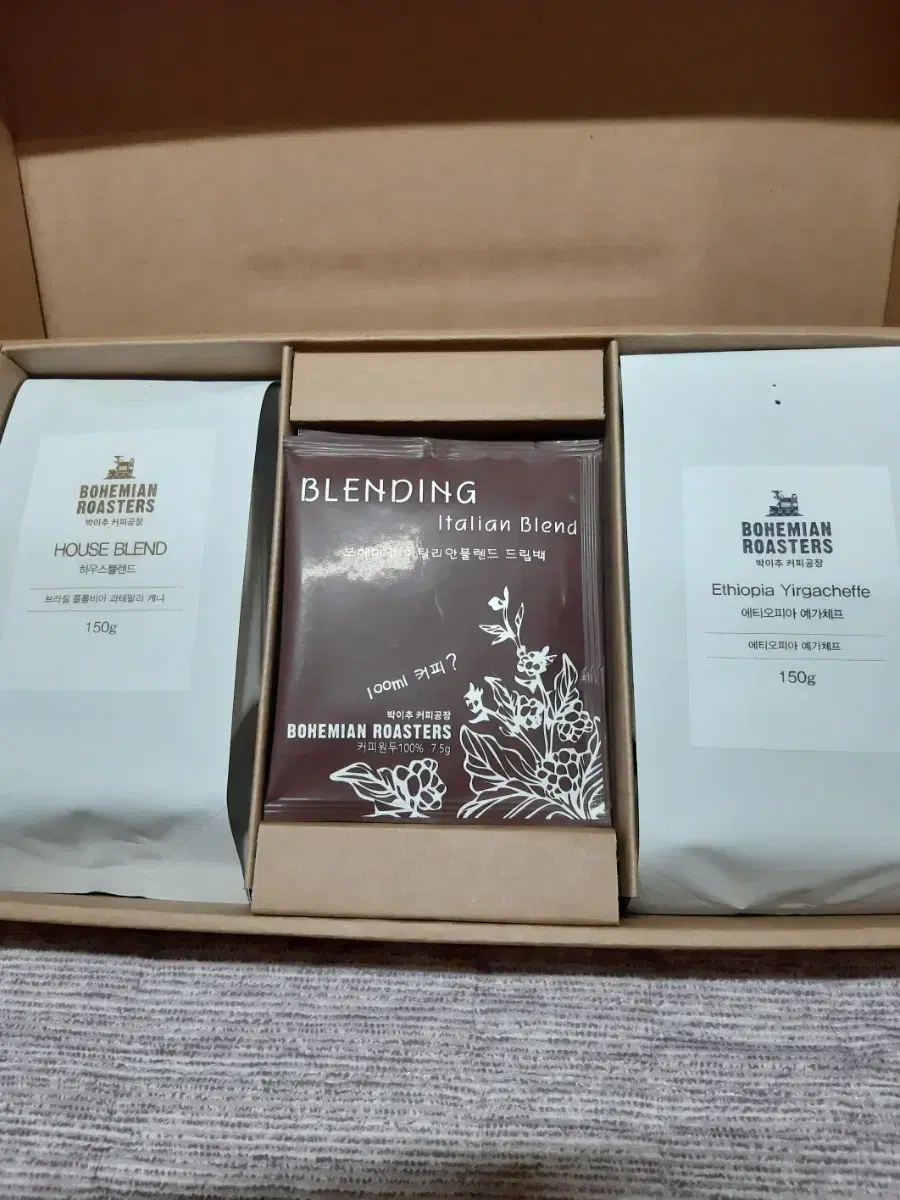 BOHEMIAN
ROASTERS
박이추 커피공장
HOUSE BLEND
하우스블렌드
브라질 콜롬비아 과테말라 케냐
150g
BLENDING
Italian Blend
보헤미안 이탈리안블렌드 드립백
100ml 커피?
박이추 커피공장
BOHEMIAN ROASTERS
커피원두100% 7.5g
BOHEMIAN
ROASTERS
박이추 커피공장
Ethiopia Yirgacheffe
에티오피아 예가체프
에티오피아 예가체프
150g